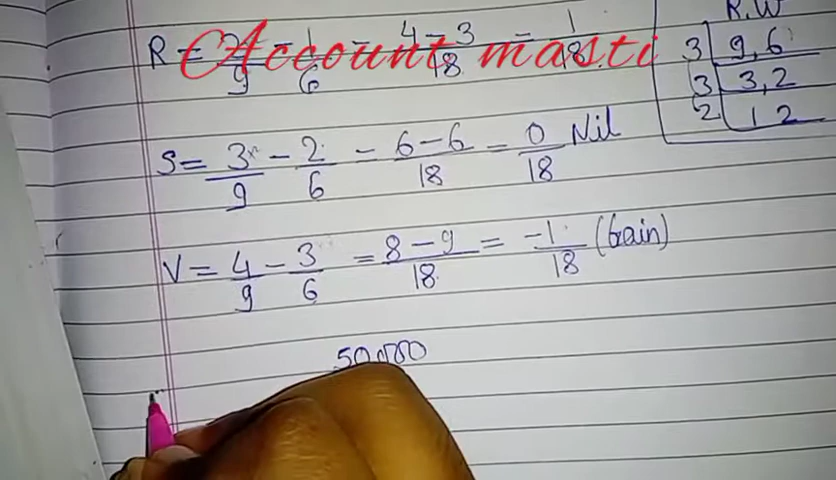 R = 2/9 - 1/6 = 4-3/18 = 1/18
Account masti
S = 3/9 - 2/6 = 6-6/18 = 0/18 Nil
V = 4/9 - 3/6 = 8-9/18 = -1/18 (Gain)
R.W
3 9, 6
3 3, 2
2 1 2